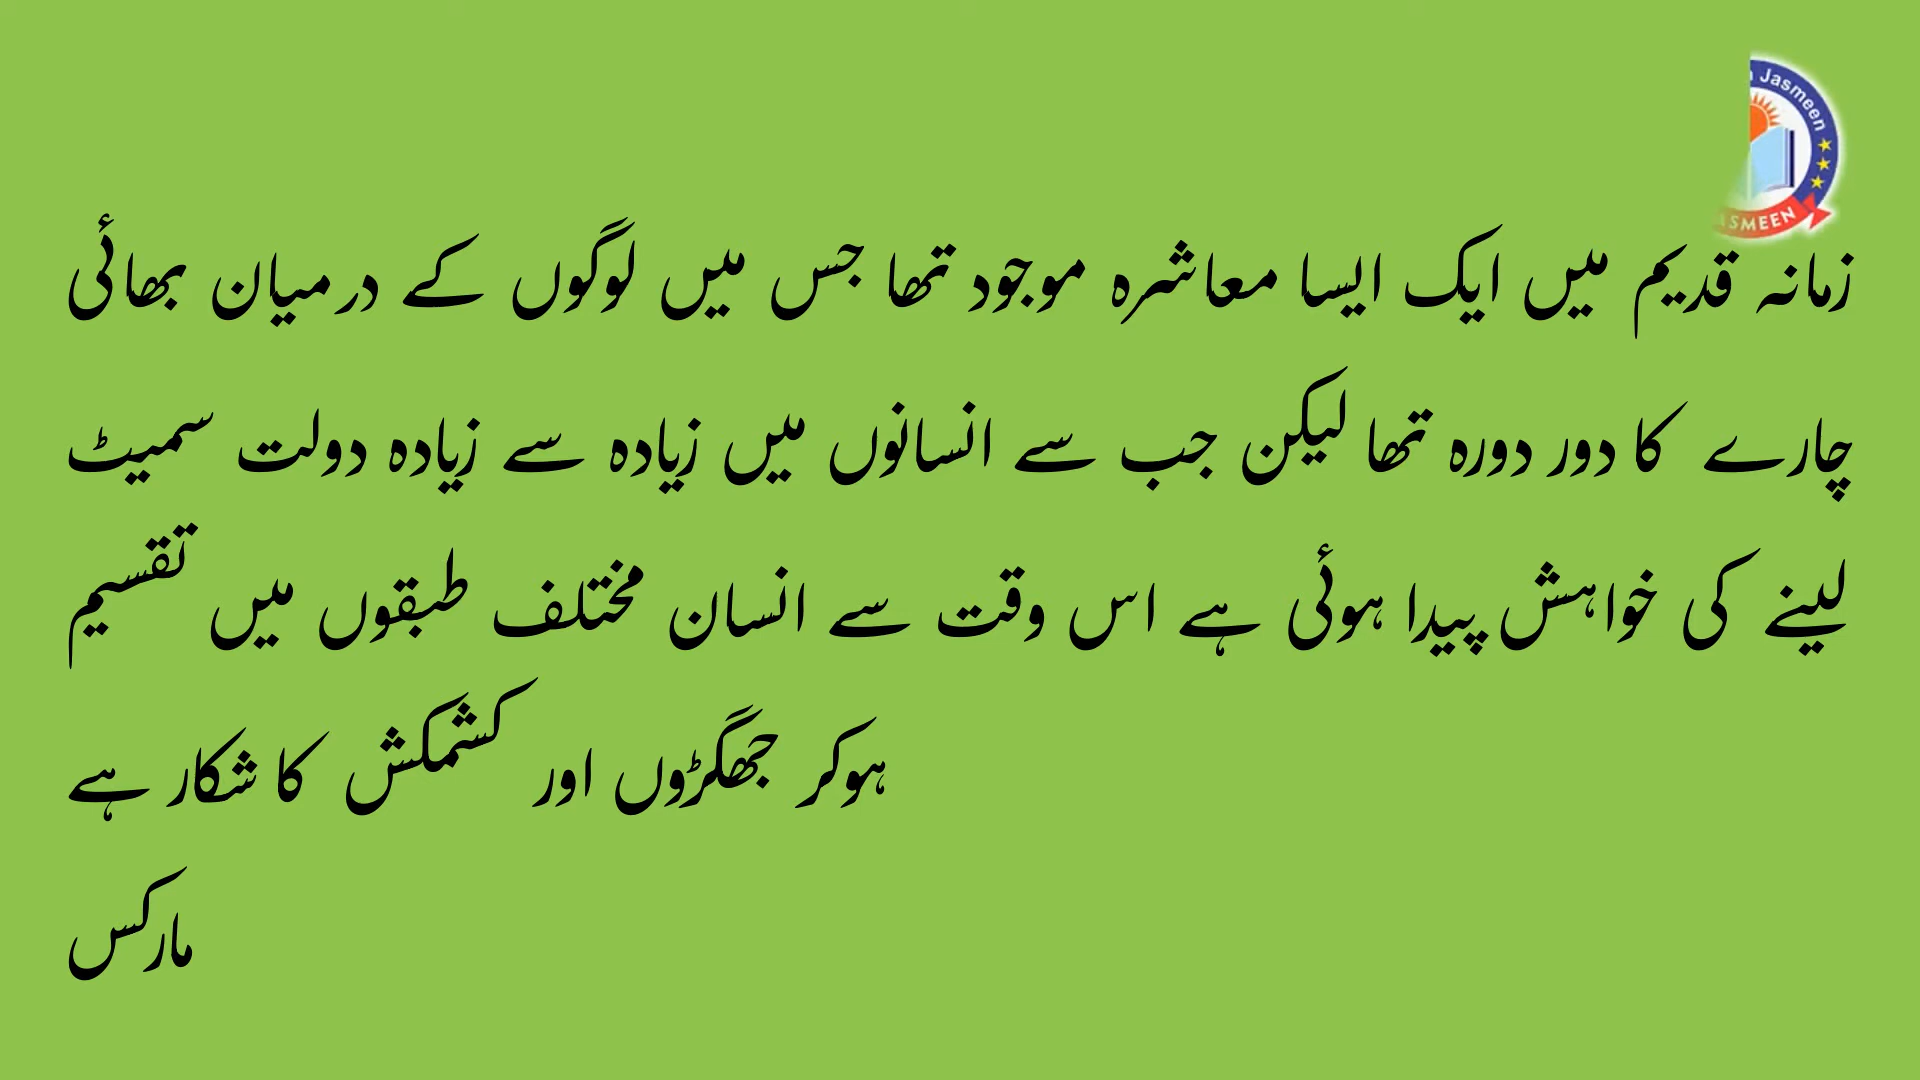 Jasmeen
SMEEN
زمانہ قدیم میں ایک ایسا معاشرہ موجود تھا جس میں لوگوں کے درمیان بھائی
چارے کا دور دورہ تھا لیکن جب سے انسانوں میں زیادہ سے زیادہ دولت سمیٹ
لینے کی خواہش پیدا ہوئی ہے اس وقت سے انسان مختلف طبقوں میں تقسیم
ہوکر جھگڑوں اور کشمکش کا شکار ہے
مارکس